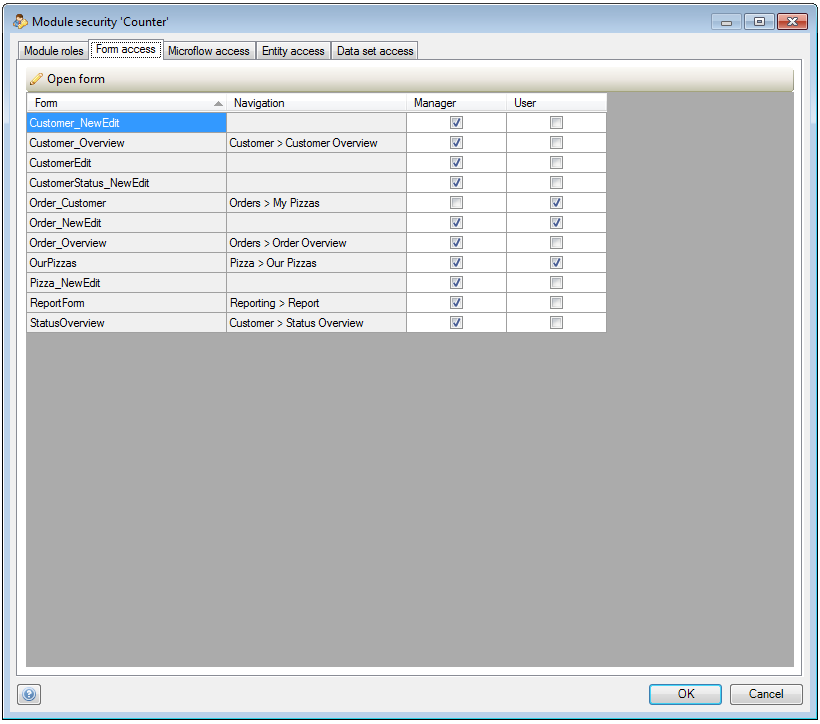 Module security 'Counter'
Module roles Form access Microflow access Entity access Data set access
Open form
Form Navigation Manager User
Customer_NewEdit
Customer_Overview Customer > Customer Overview
CustomerEdit
CustomerStatus_NewEdit
Order_Customer Orders > My Pizzas
Order_NewEdit
Order_Overview Orders > Order Overview
OurPizzas Pizza > Our Pizzas
Pizza_NewEdit
ReportForm Reporting > Report
StatusOverview Customer > Status Overview
? OK Cancel